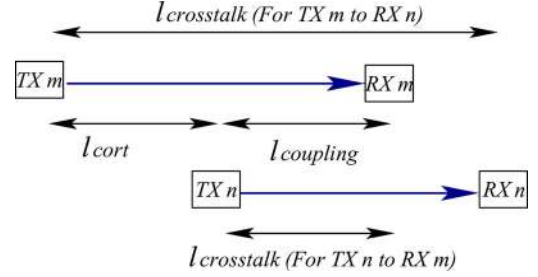 l crosstalk (For TX m to RX n)
TX m
RX m
l cort
l coupling
TX n
RX n
l crosstalk (For TX n to RX m)